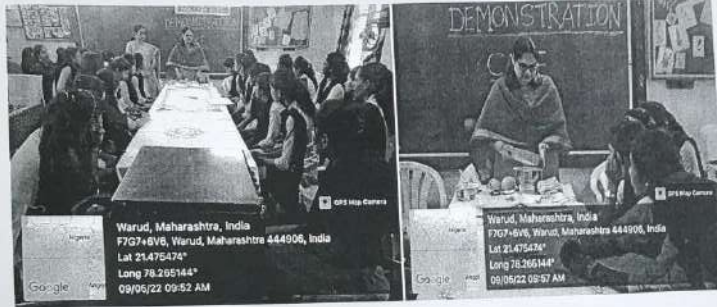 DEMONSTRATION
GPS Map Camera
Warud, Maharashtra, India
F7G7+6V6, Warud, Maharashtra 444906, India
Lat 21.475474°
Long 78.265144°
09/05/22 09:52 AM
Google
DEMONSTRATION
GPS Map Camera
Warud, Maharashtra, India
F7G7+6V6, Warud, Maharashtra 444906, India
Lat 21.475474°
Long 78.265144°
09/05/22 09:57 AM
Google